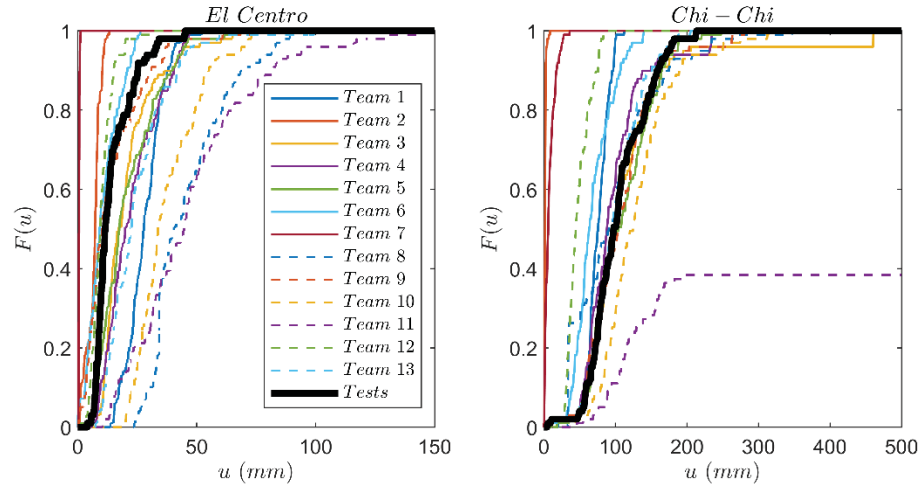 El Centro
1
0.8
0.6
0.4
0.2
0
F(u)
0
50
100
150
u (mm)
Team 1
Team 2
Team 3
Team 4
Team 5
Team 6
Team 7
Team 8
Team 9
Team 10
Team 11
Team 12
Team 13
Tests
Chi − Chi
1
0.8
0.6
0.4
0.2
0
F(u)
0
100
200
300
400
500
u (mm)